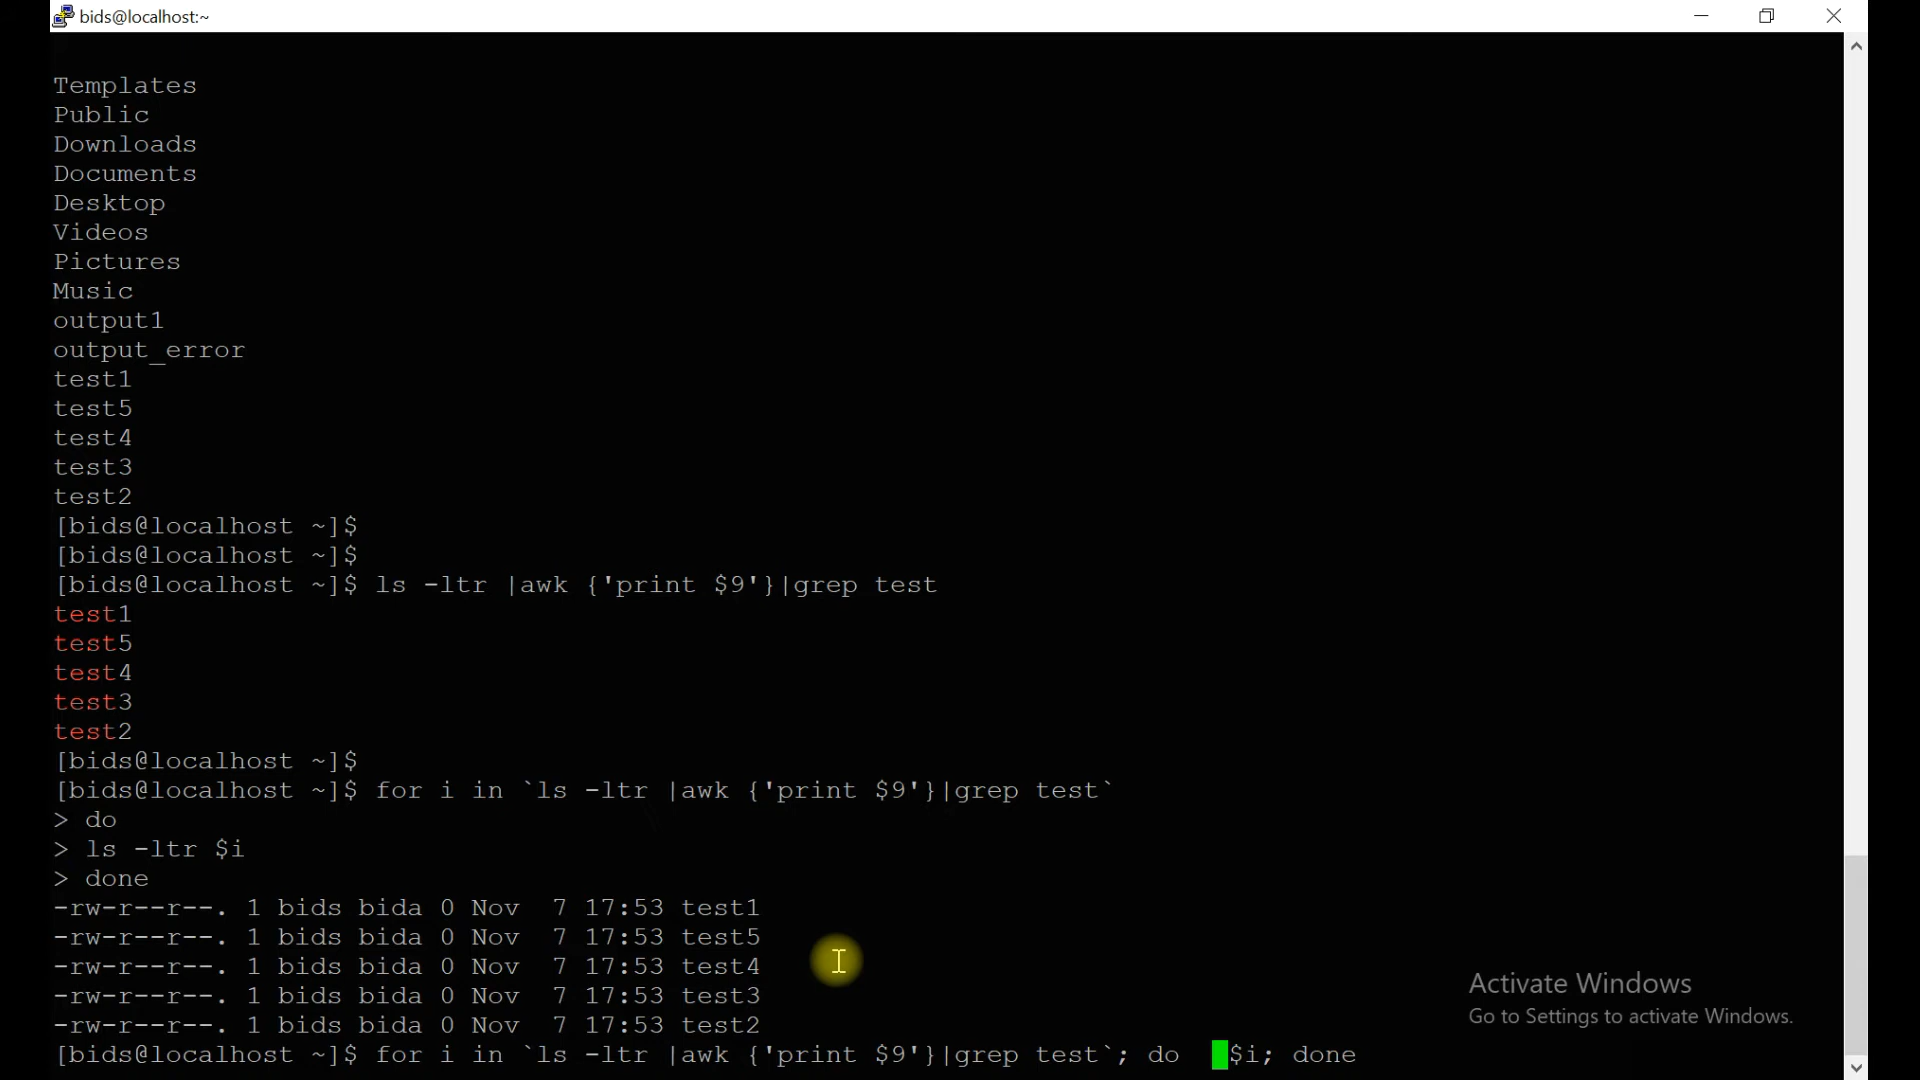 bids@localhost:~
Templates
Public
Downloads
Documents
Desktop
Videos
Pictures
Music
output1
output_error
test1
test5
test4
test3
test2
[bids@localhost ~]$
[bids@localhost ~]$
[bids@localhost ~]$ ls -ltr |awk {'print $9'}|grep test
test1
test5
test4
test3
test2
[bids@localhost ~]$
[bids@localhost ~]$ for i in `ls -ltr |awk {'print $9'}|grep test`
> do
> ls -ltr $i
> done
-rw-r--r--. 1 bids bida 0 Nov  7 17:53 test1
-rw-r--r--. 1 bids bida 0 Nov  7 17:53 test5
-rw-r--r--. 1 bids bida 0 Nov  7 17:53 test4
-rw-r--r--. 1 bids bida 0 Nov  7 17:53 test3
-rw-r--r--. 1 bids bida 0 Nov  7 17:53 test2
[bids@localhost ~]$ for i in `ls -ltr |awk {'print $9'}|grep test`; do   $i; done
Activate Windows
Go to Settings to activate Windows.